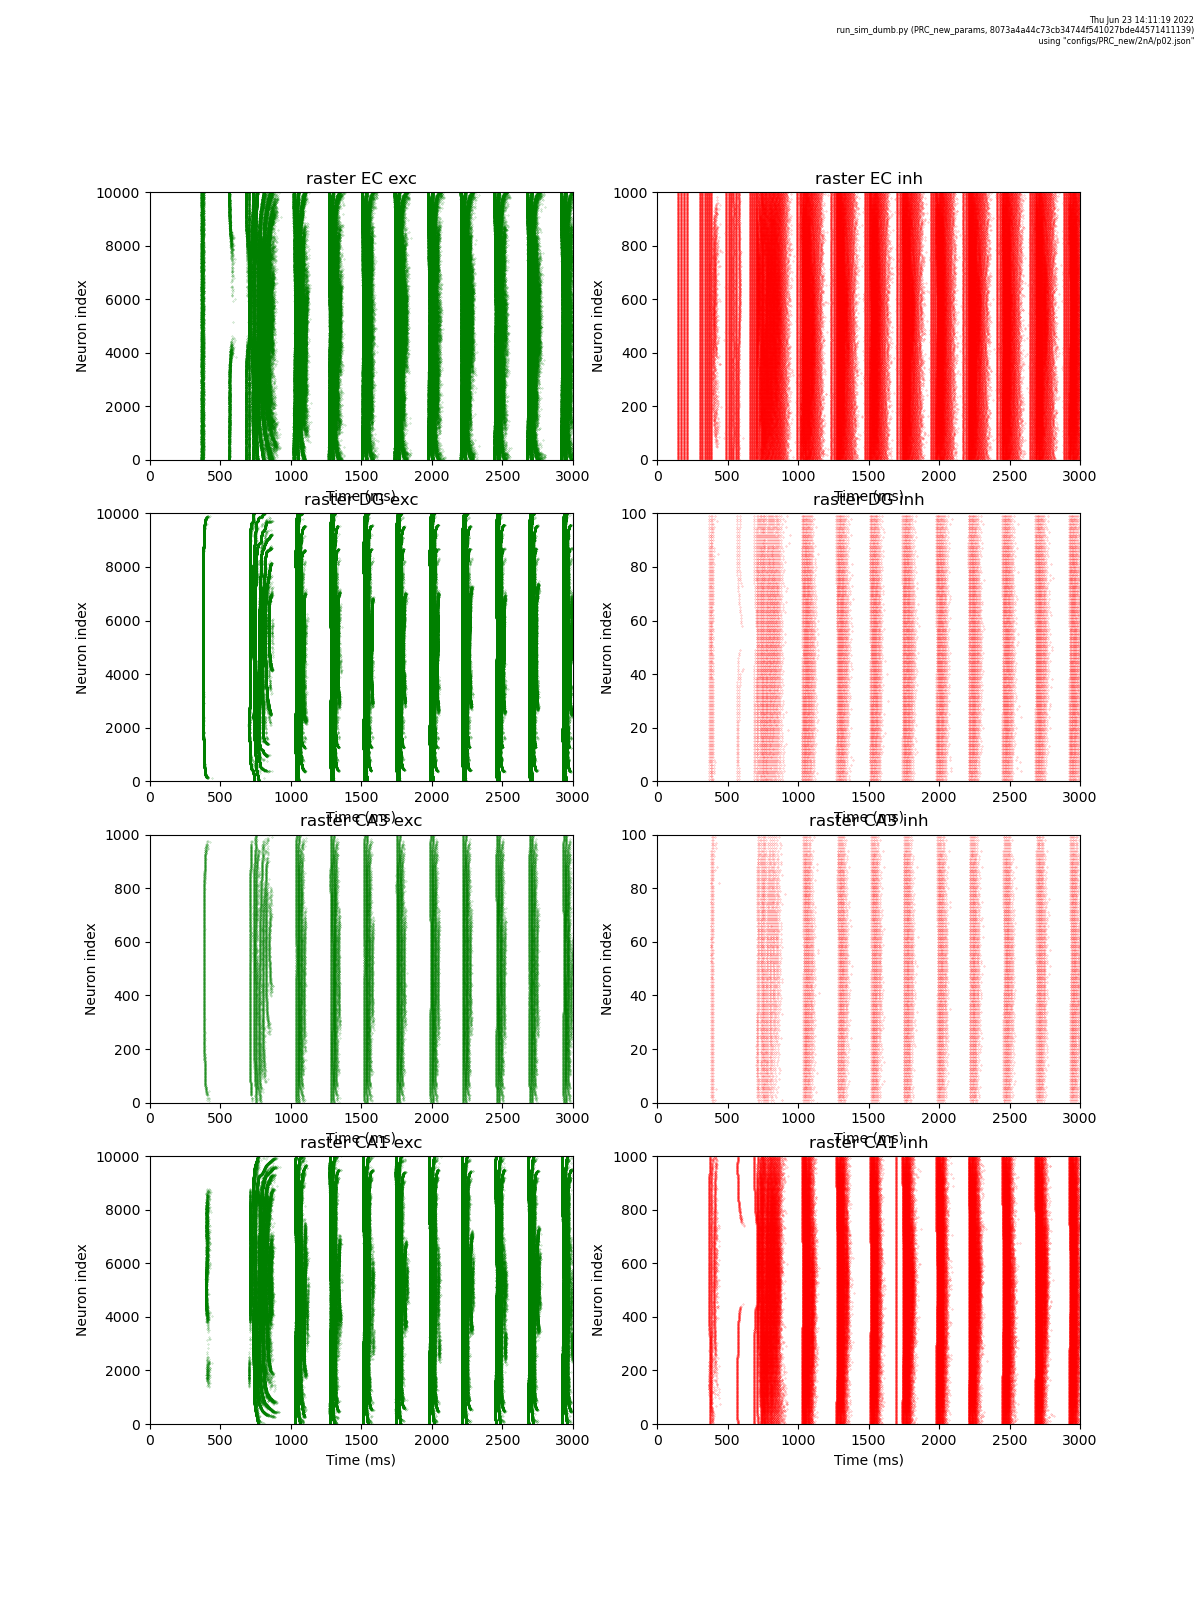 Thu Jun 23 14:11:19 2022
run_sim_dumb.py (PRC_new_params, 8073a4a44c73cb34744f541027bde44571411139)
using "configs/PRC_new/2nA/p02.json"
raster EC exc
10000
8000
6000
4000
2000
0
Neuron index
0 500 1000 1500 2000 2500 3000
Time (ms)
raster EC inh
1000
800
600
400
200
0
Neuron index
0 500 1000 1500 2000 2500 3000
Time (ms)
raster DG exc
10000
8000
6000
4000
2000
0
Neuron index
0 500 1000 1500 2000 2500 3000
Time (ms)
raster DG inh
100
80
60
40
20
0
Neuron index
0 500 1000 1500 2000 2500 3000
Time (ms)
raster CA3 exc
1000
800
600
400
200
0
Neuron index
0 500 1000 1500 2000 2500 3000
Time (ms)
raster CA3 inh
100
80
60
40
20
0
Neuron index
0 500 1000 1500 2000 2500 3000
Time (ms)
raster CA1 exc
10000
8000
6000
4000
2000
0
Neuron index
0 500 1000 1500 2000 2500 3000
Time (ms)
raster CA1 inh
1000
800
600
400
200
0
Neuron index
0 500 1000 1500 2000 2500 3000
Time (ms)